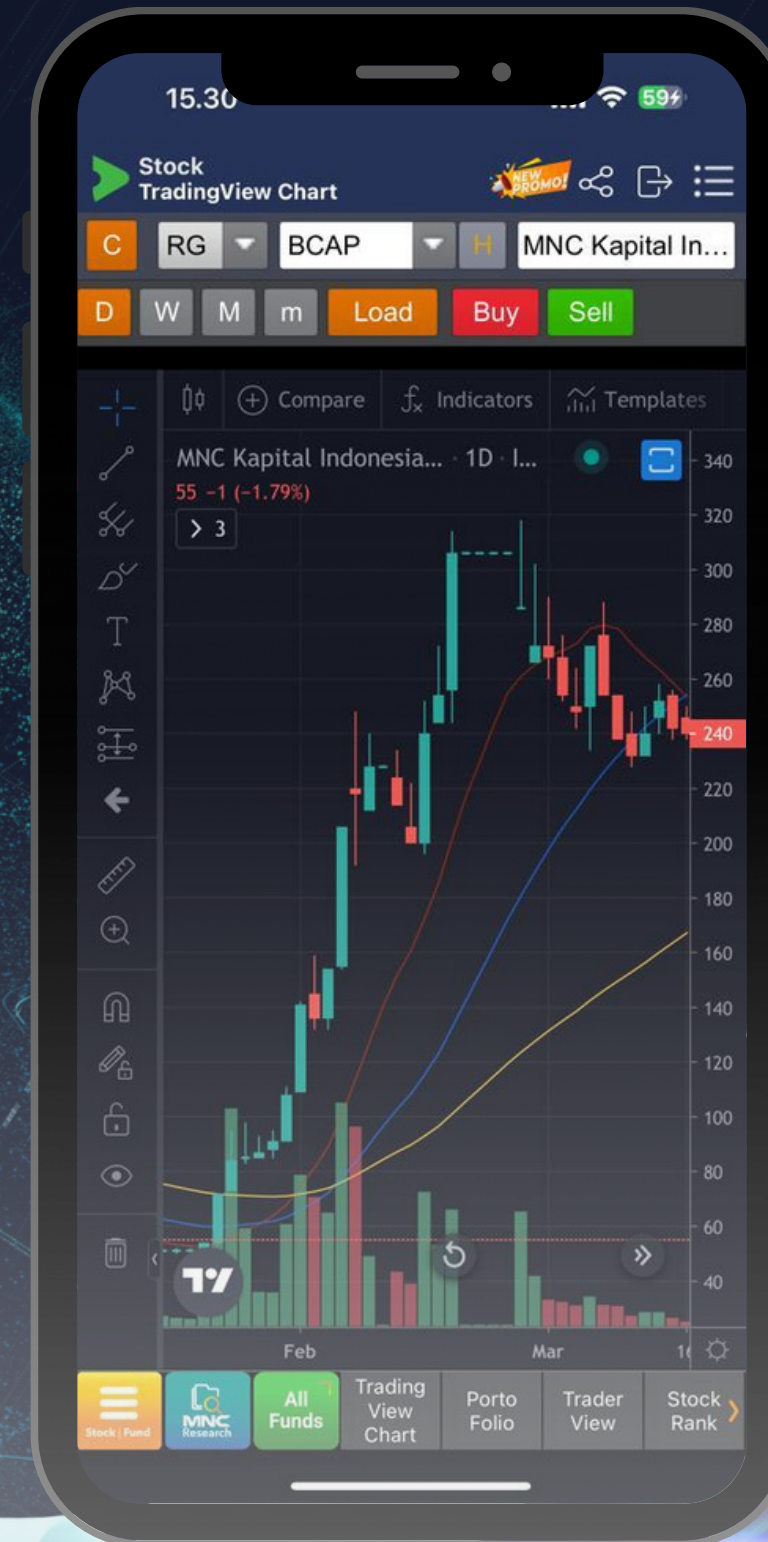 15.30
59
Stock
TradingView Chart
NEW
PROMO!
C RG BCAP H MNC Kapital In...
D W M m Load Buy Sell
Compare Indicators Templates
MNC Kapital Indonesia... · 1D · I...
55 −1 (−1.79%)
3
340
320
300
280
260
240
220
200
180
160
140
120
100
80
60
40
Feb Mar 16
Stock | Fund
MNC
Research
All
Funds
Trading
View
Chart
Porto
Folio
Trader
View
Stock
Rank